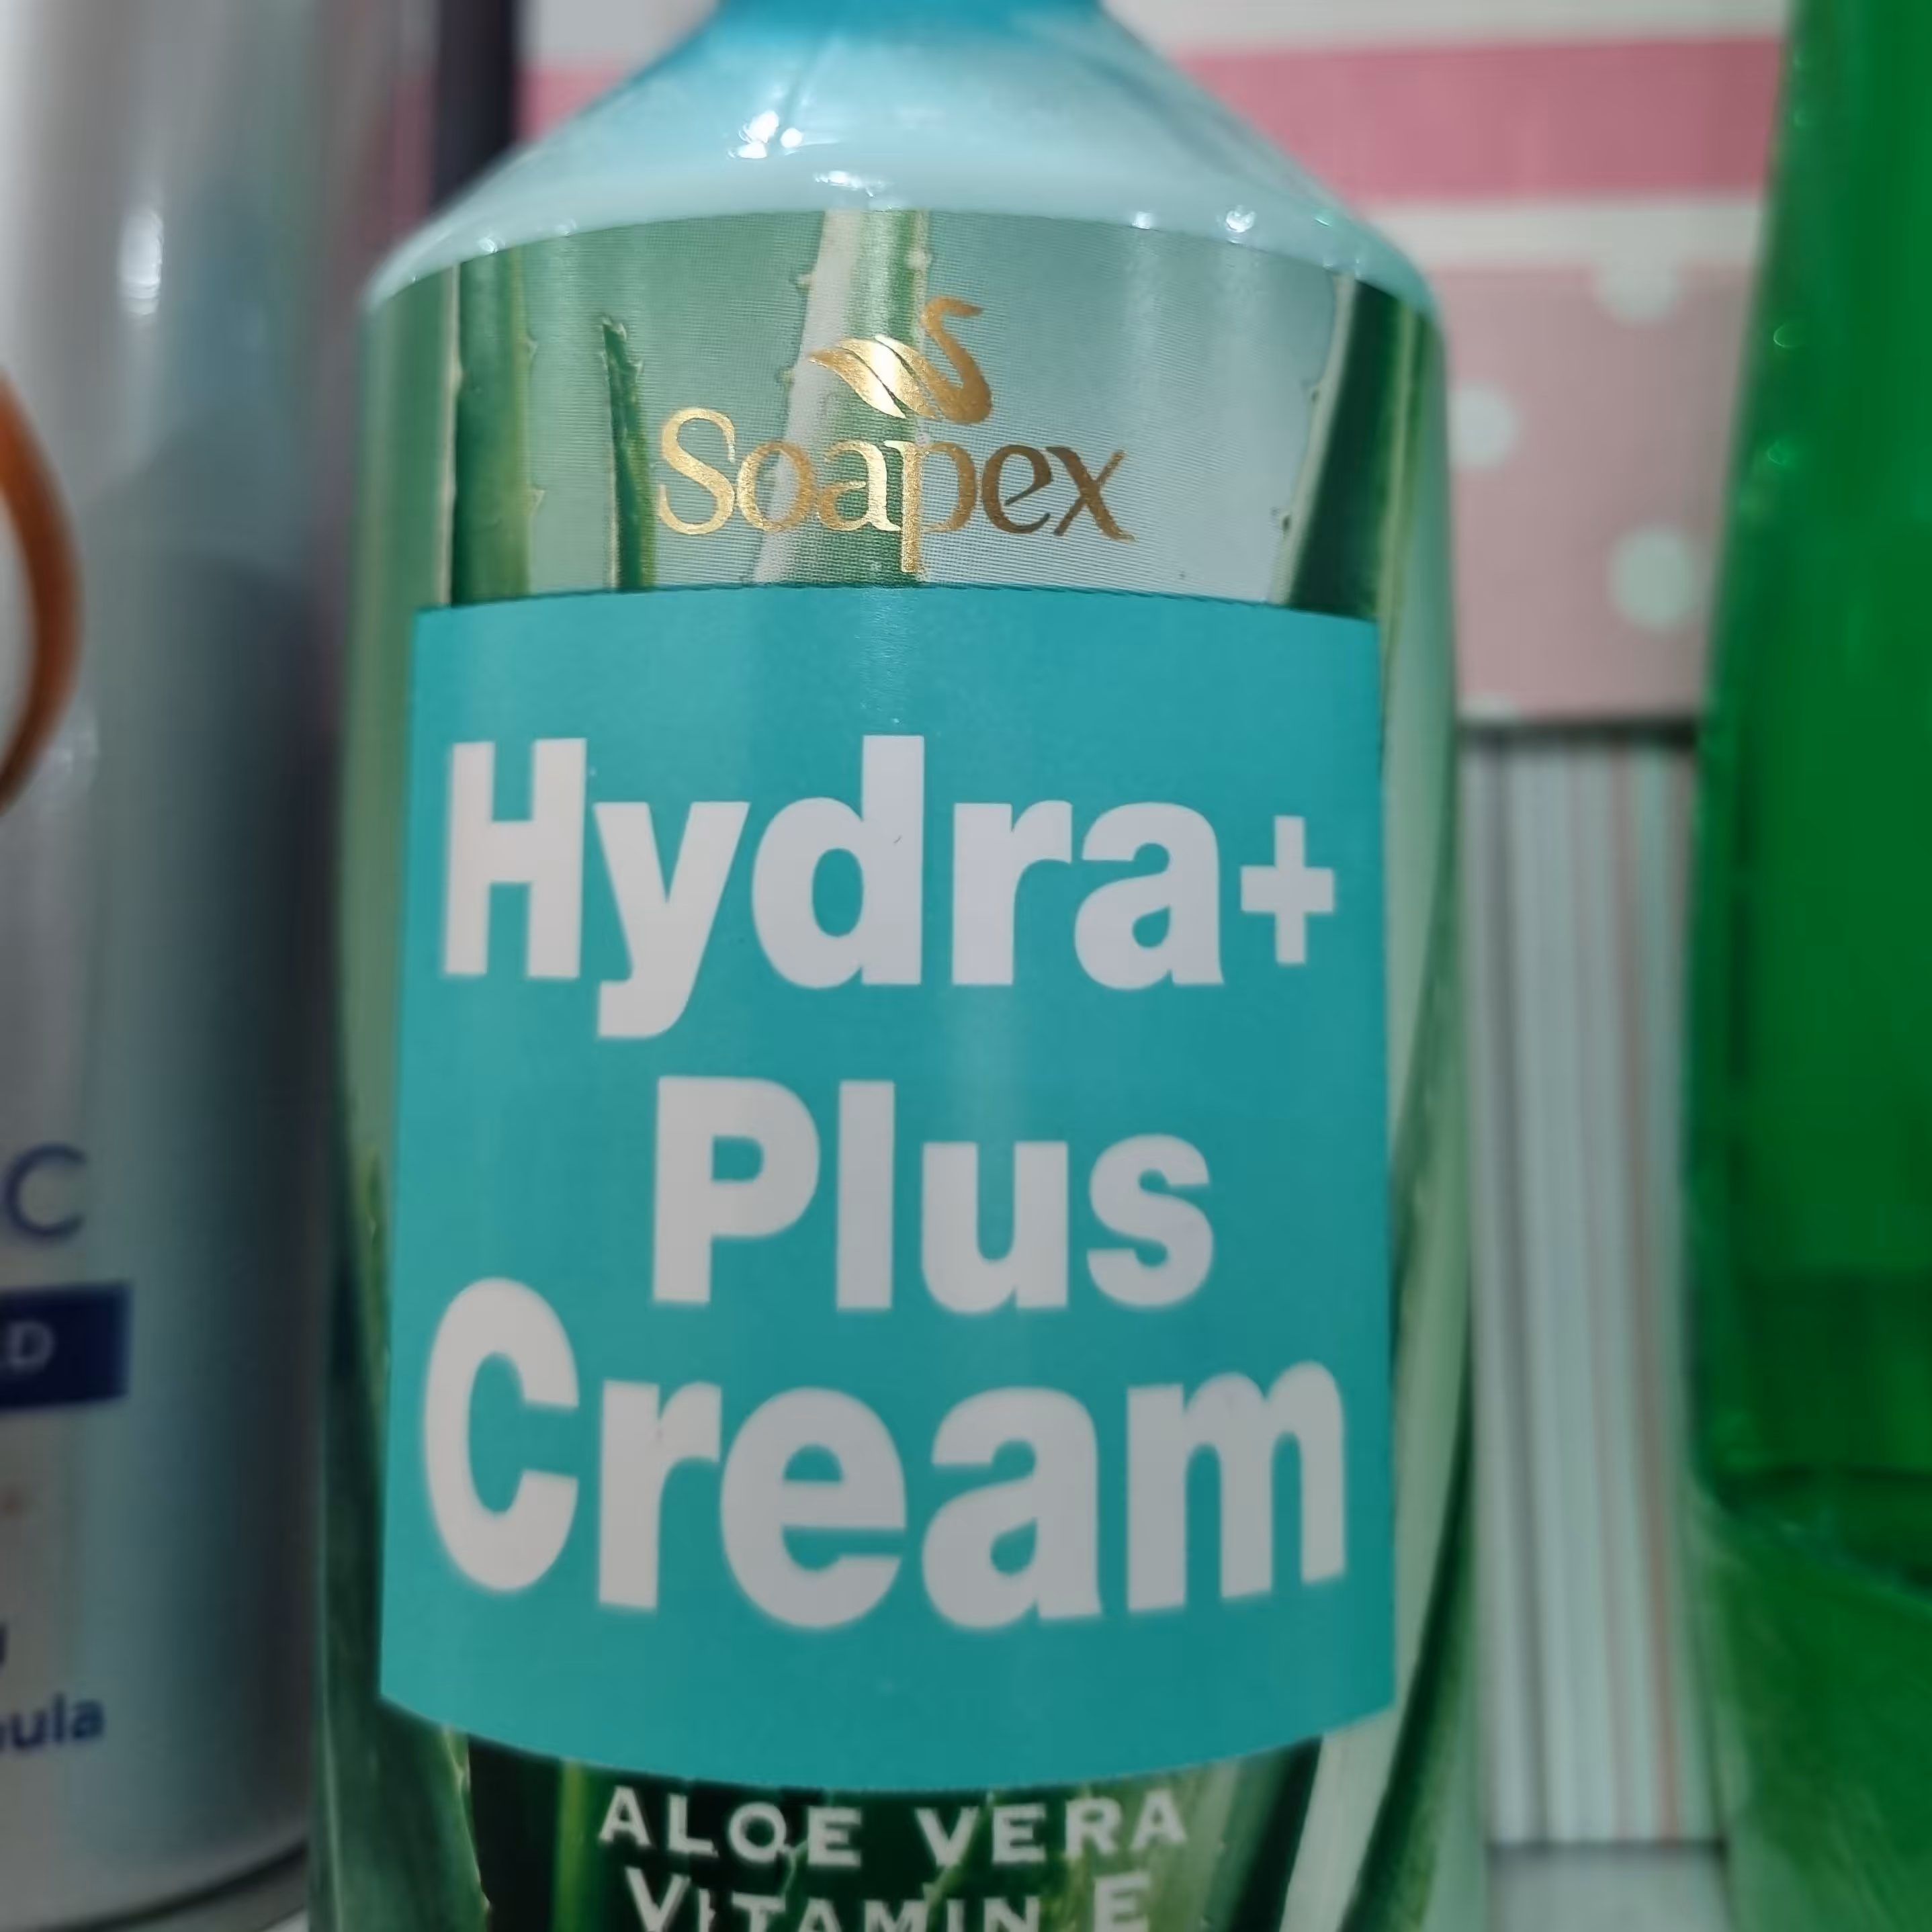 Soapex
Hydra+
Plus
Cream
ALOE VERA
VITAMIN E